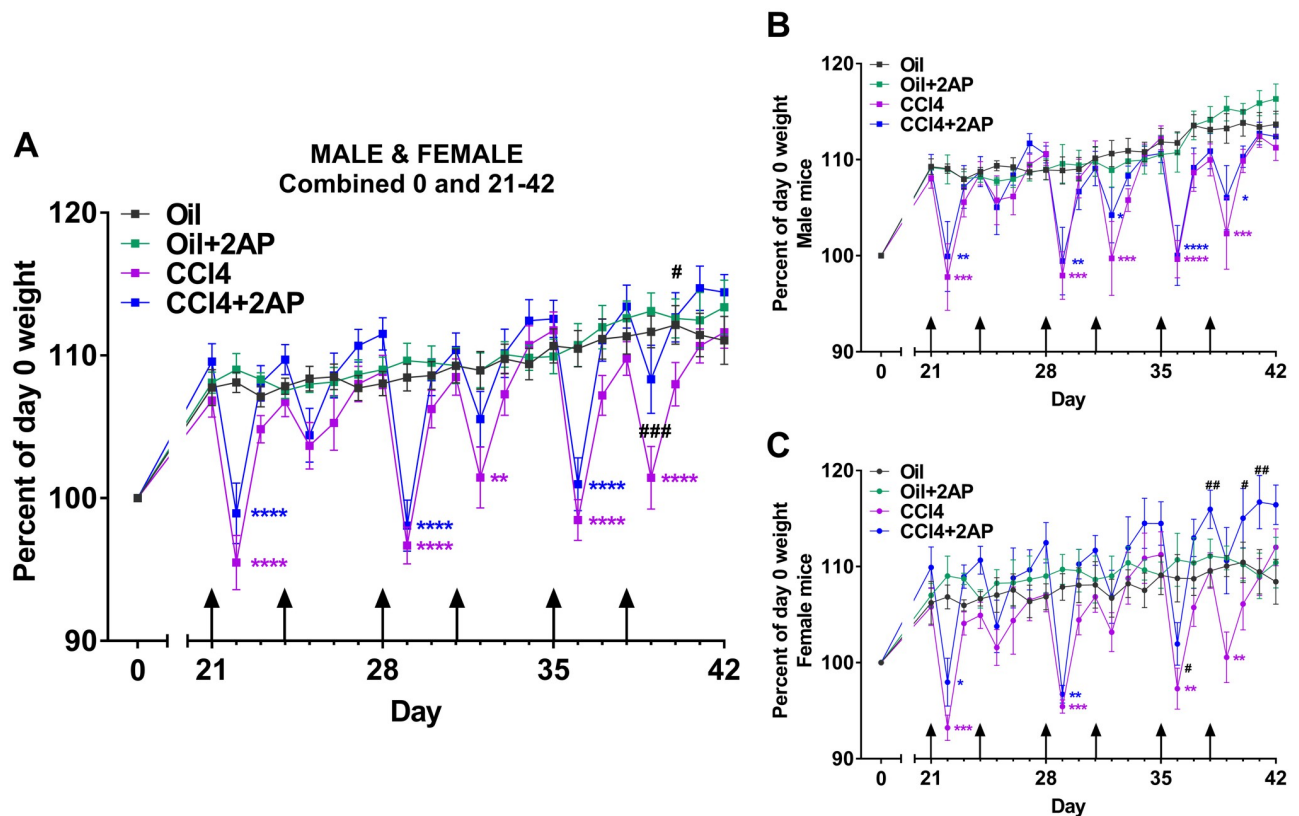 A
MALE & FEMALE
Combined 0 and 21-42
Percent of day 0 weight
120
110
100
90
Oil
Oil+2AP
CCl4
CCl4+2AP
#
###
**
****
****
****
****
****
****
****
0
21
28
35
42
Day
B
Percent of day 0 weight
Male mice
120
110
100
90
Oil
Oil+2AP
CCl4
CCl4+2AP
**
***
**
***
*
***
****
****
*
***
0
21
28
35
42
Day
C
Percent of day 0 weight
Female mice
120
110
100
90
Oil
Oil+2AP
CCl4
CCl4+2AP
##
#
##
*
***
**
***
#
**
**
0
21
28
35
42
Day